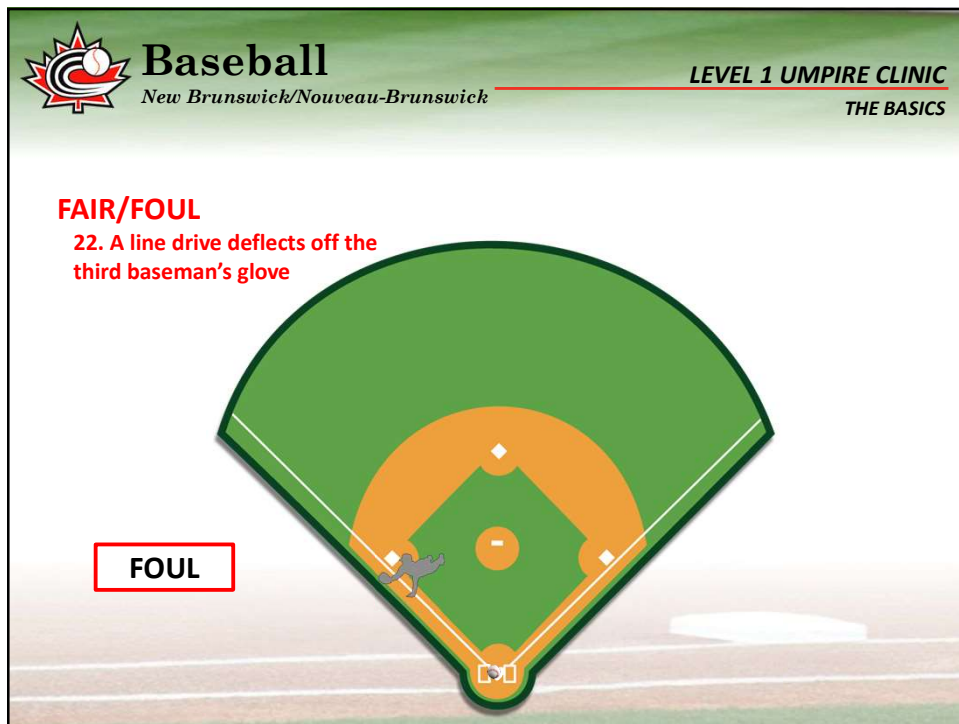 Baseball
New Brunswick/Nouveau-Brunswick
LEVEL 1 UMPIRE CLINIC
THE BASICS
FAIR/FOUL
22. A line drive deflects off the
third baseman’s glove
FOUL